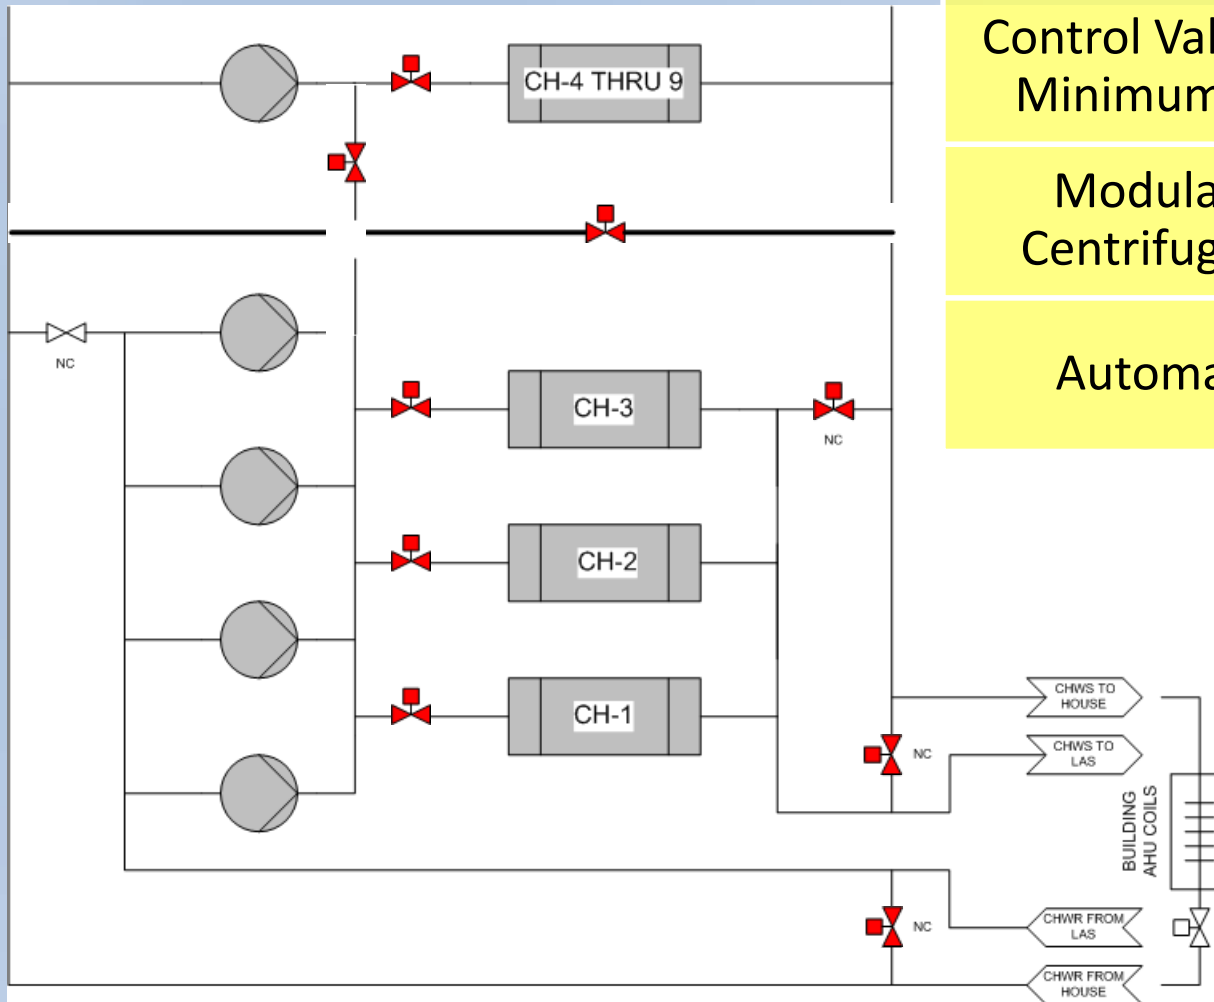 Control Val
Minimum
CH-4 THRU 9
Modula
Centrifug
NC
Automa
CH-3
NC
CH-2
CH-1
CHWS TO
HOUSE
CHWS TO
LAS
NC
BUILDING
AHU COILS
CHWR FROM
LAS
NC
CHWR FROM
HOUSE